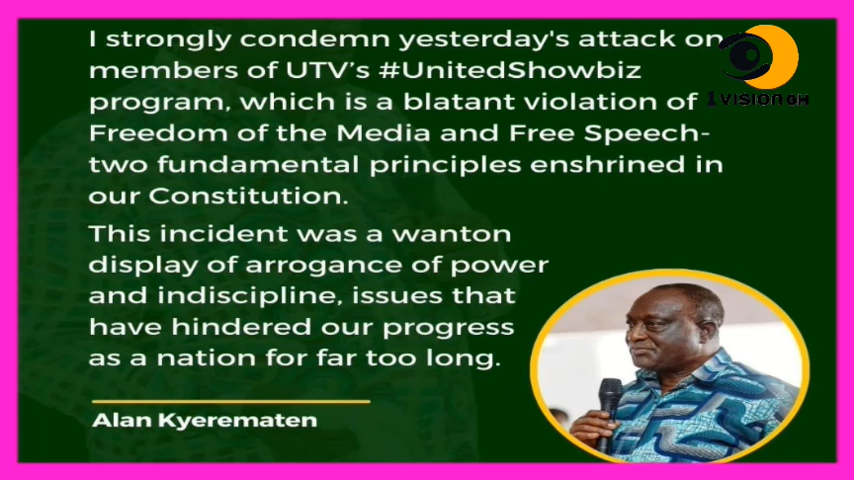 I strongly condemn yesterday's attack on
members of UTV's #UnitedShowbiz
program, which is a blatant violation of
Freedom of the Media and Free Speech-
two fundamental principles enshrined in
our Constitution.
This incident was a wanton
display of arrogance of power
and indiscipline, issues that
have hindered our progress
as a nation for far too long.
Alan Kyerematen
1VISION GH